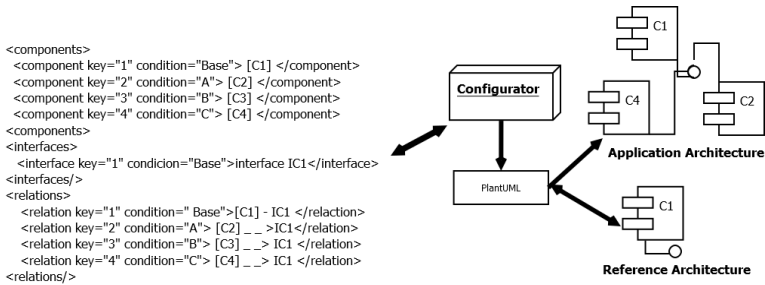 <components>
<component key="1" condition="Base"> [C1] </component>
<component key="2" condition="A"> [C2] </component>
<component key="3" condition="B"> [C3] </component>
<component key="4" condition="C"> [C4] </component>
<components>
<interfaces>
<interface key="1" condicion="Base">interface IC1</interface>
<interfaces/>
<relations>
<relation key="1" condition=" Base">[C1] - IC1 </relaction>
<relation key="2" condition="A"> [C2] _ _ >IC1</relation>
<relation key="3" condition="B"> [C3] _ _> IC1 </relation>
<relation key="4" condition="C"> [C4] _ _> IC1 </relation>
<relations/>
Configurator
PlantUML
C1
C4
C2
Application Architecture
C1
Reference Architecture